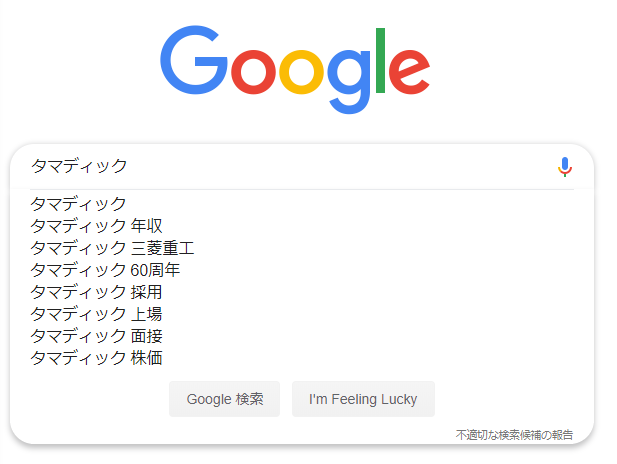 Google
タマディック
タマディック
タマディック 年収
タマディック 三菱重工
タマディック 60周年
タマディック 採用
タマディック 上場
タマディック 面接
タマディック 株価
Google 検索
I'm Feeling Lucky
不適切な検索候補の報告